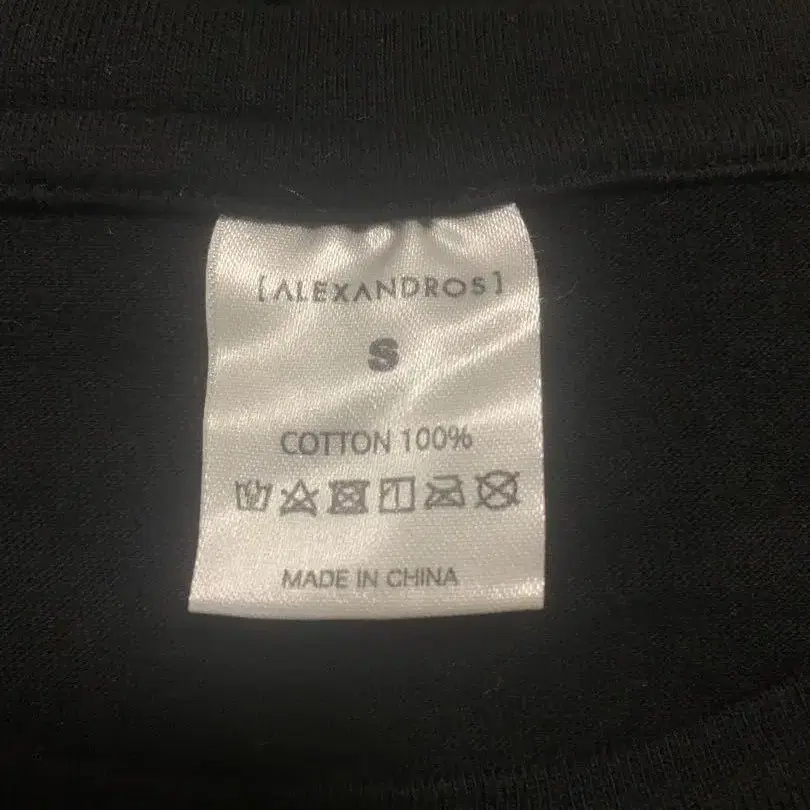 [ALEXANDROS]
S
COTTON 100%
MADE IN CHINA